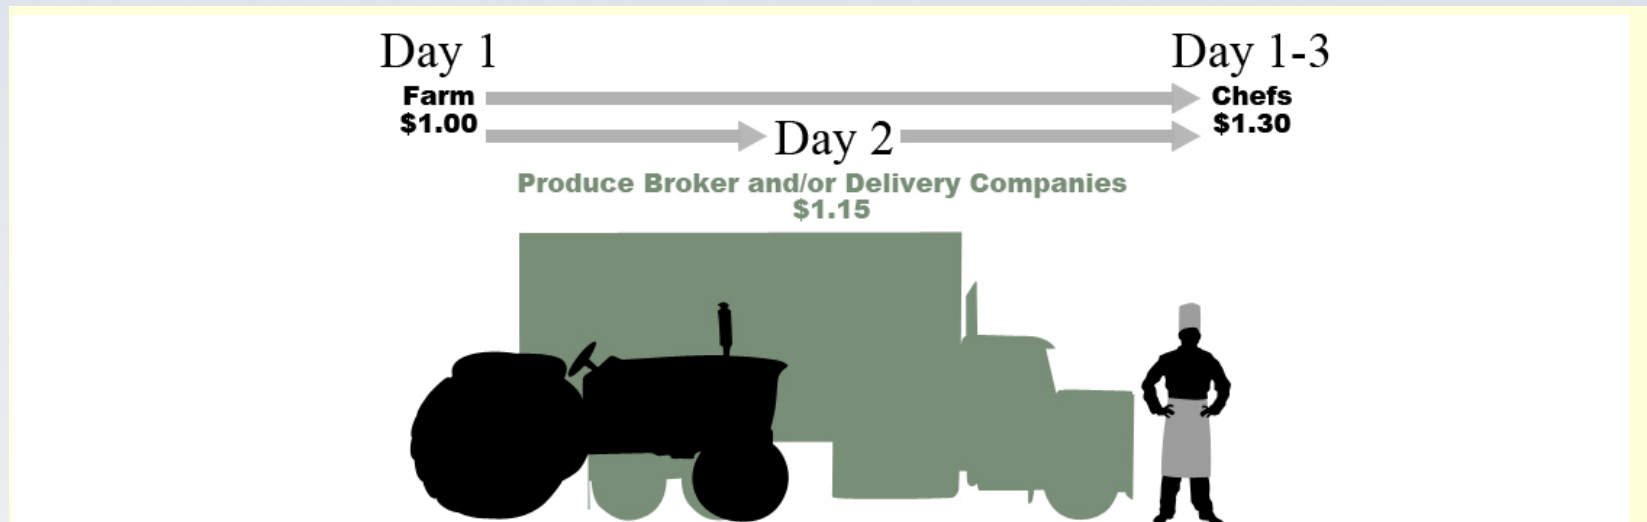 Day 1
Farm
$1.00
Day 2
Produce Broker and/or Delivery Companies
$1.15
Day 1-3
Chefs
$1.30